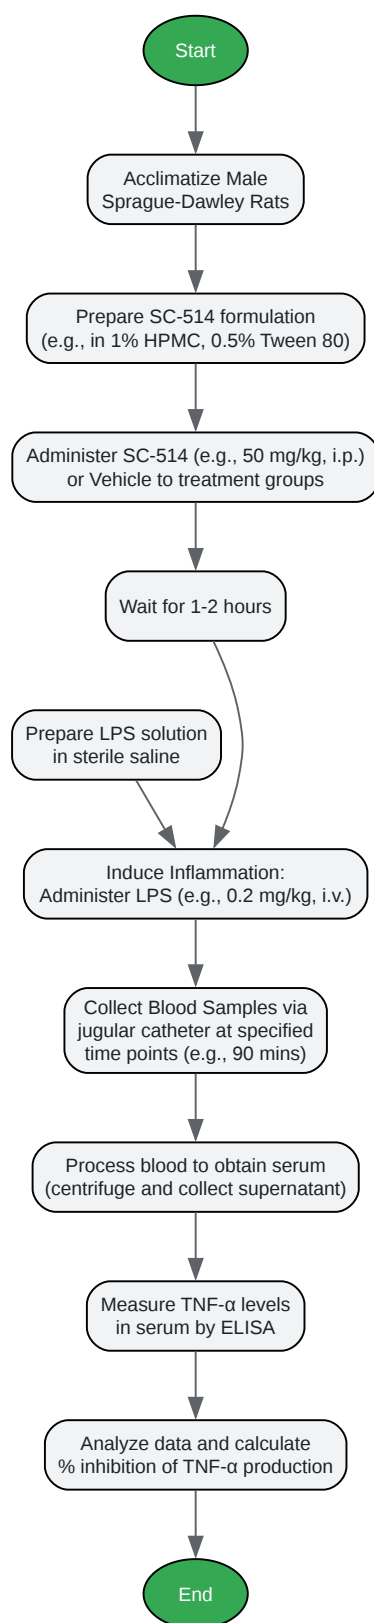 Start
Acclimatize Male
Sprague-Dawley Rats
Prepare SC-514 formulation
(e.g., in 1% HPMC, 0.5% Tween 80)
Administer SC-514 (e.g., 50 mg/kg, i.p.)
or Vehicle to treatment groups
Wait for 1-2 hours
Prepare LPS solution
in sterile saline
Induce Inflammation:
Administer LPS (e.g., 0.2 mg/kg, i.v.)
Collect Blood Samples via
jugular catheter at specified
time points (e.g., 90 mins)
Process blood to obtain serum
(centrifuge and collect supernatant)
Measure TNF-α levels
in serum by ELISA
Analyze data and calculate
% inhibition of TNF-α production
End